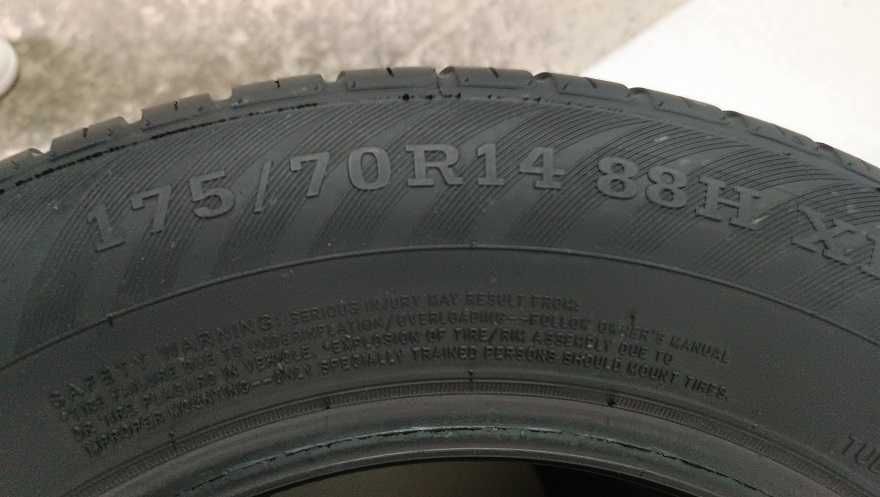 175/70R14 88H XL
SAFETY WARNING: SERIOUS INJURY MAY RESULT FROM:
*TIRE FAILURE DUE TO UNDERINFLATION/OVERLOADING--FOLLOW OWNER'S MANUAL
OR TIRE PLACARD IN VEHICLE. *EXPLOSION OF TIRE/RIM ASSEMBLY DUE TO
IMPROPER MOUNTING--ONLY SPECIALLY TRAINED PERSONS SHOULD MOUNT TIRES.